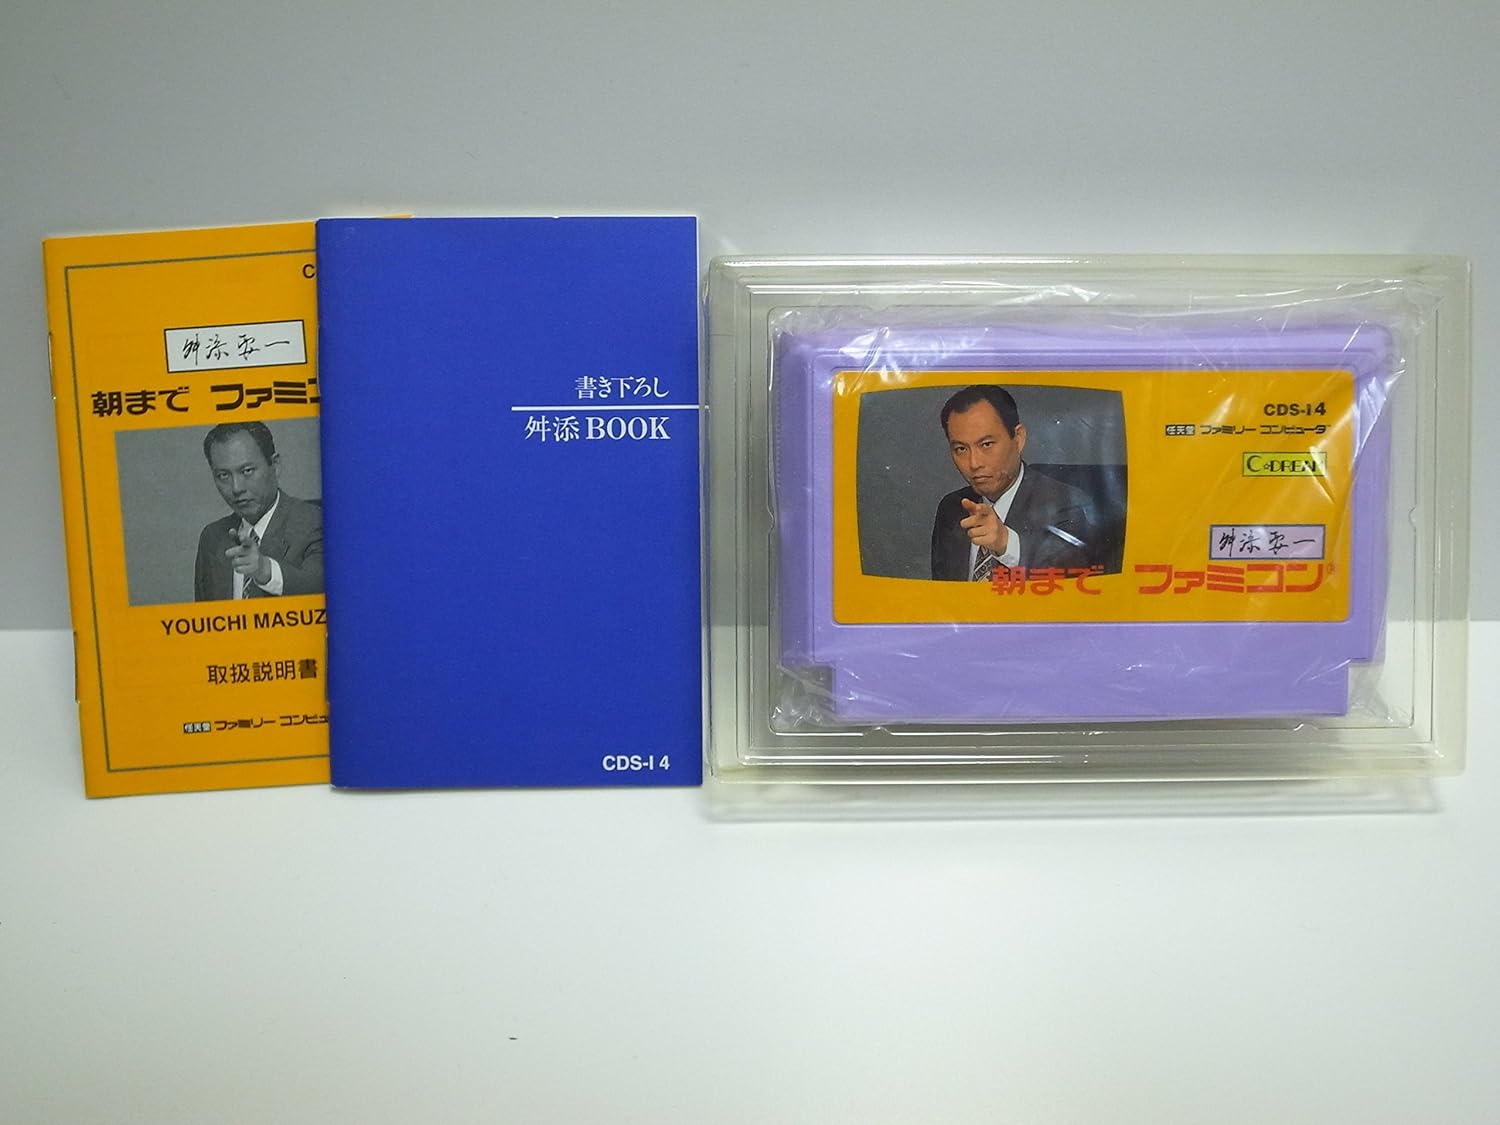 舛添要一
朝まで ファミコ
YOUICHI MASUZ
取扱説明書
任天堂 ファミリー コンピュ
書き下ろし
舛添BOOK
CDS-I 4
CDS-I 4
任天堂 ファミリー コンピュータ
C☆DREAM
舛添要一
朝まで ファミコン